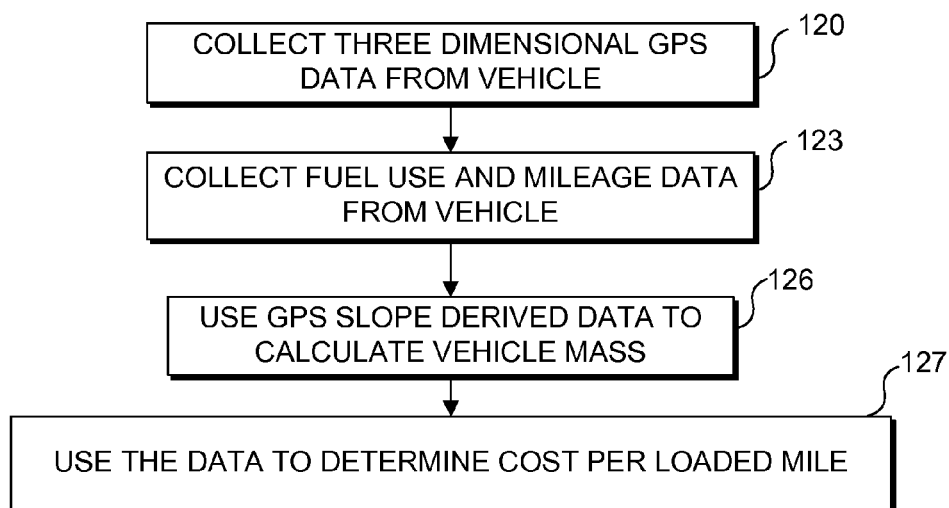 COLLECT THREE DIMENSIONAL GPS
DATA FROM VEHICLE
120
COLLECT FUEL USE AND MILEAGE DATA
FROM VEHICLE
123
USE GPS SLOPE DERIVED DATA TO
CALCULATE VEHICLE MASS
126
USE THE DATA TO DETERMINE COST PER LOADED MILE
127